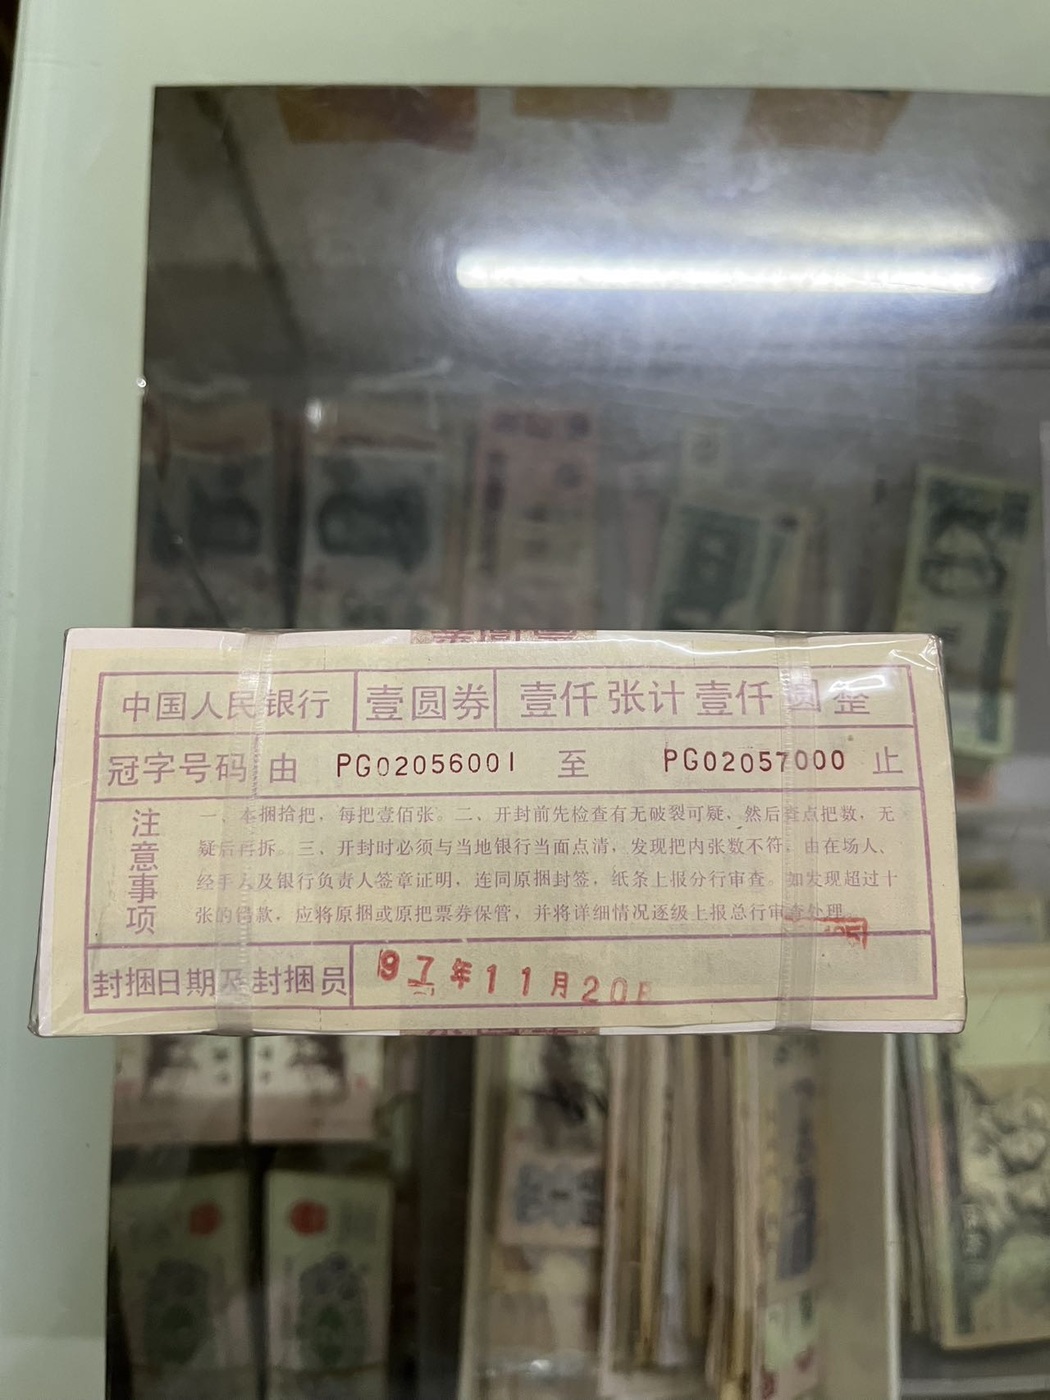 中国人民银行 壹圆券 壹仟张计壹仟圆整
冠字号码 由 PG02056001 至 PG02057000 止
注意事项
一、本捆拾把，每把壹佰张。二、开封前先检查有无破裂可疑，然后查点把数，无
疑后再拆。三、开封时必须与当地银行当面点清，发现把内张数不符，由在场人、
经手人及银行负责人签章证明，连同原捆封签，纸条上报分行审查。如发现超过十
张的错款，应将原捆或原把票券保管，并将详细情况逐级上报总行审查处理。
封捆日期及封捆员 97年11月20日